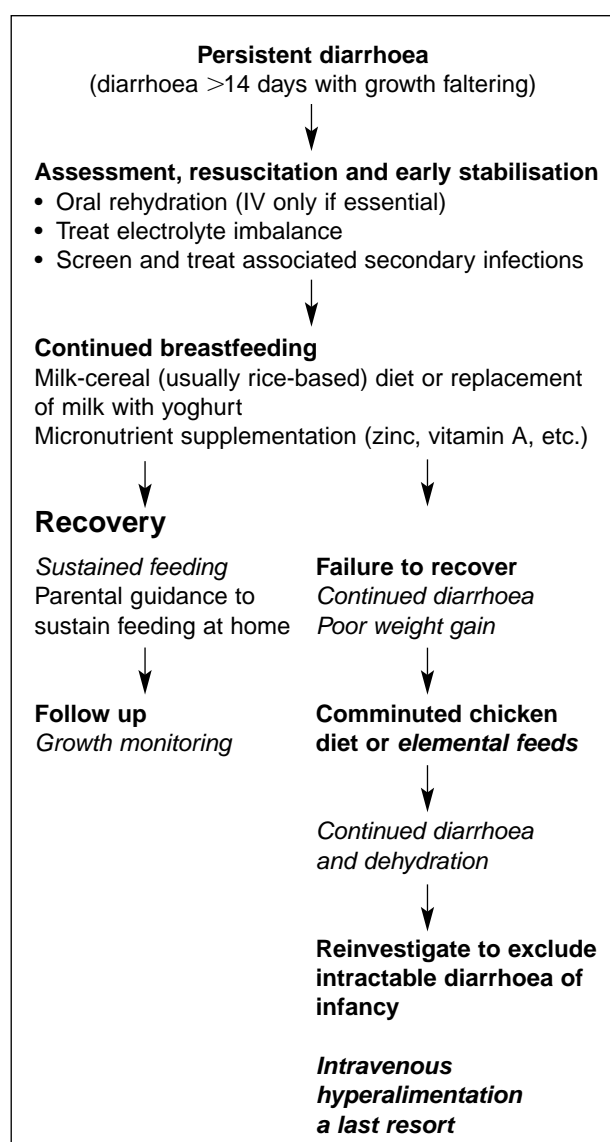 Persistent diarrhoea
(diarrhoea >14 days with growth faltering)
Assessment, resuscitation and early stabilisation
• Oral rehydration (IV only if essential)
• Treat electrolyte imbalance
• Screen and treat associated secondary infections
Continued breastfeeding
Milk-cereal (usually rice-based) diet or replacement
of milk with yoghurt
Micronutrient supplementation (zinc, vitamin A, etc.)
Recovery
Sustained feeding
Parental guidance to
sustain feeding at home
Follow up
Growth monitoring
Failure to recover
Continued diarrhoea
Poor weight gain
Comminuted chicken
diet or elemental feeds
Continued diarrhoea
and dehydration
Reinvestigate to exclude
intractable diarrhoea of
infancy
Intravenous
hyperalimentation
a last resort